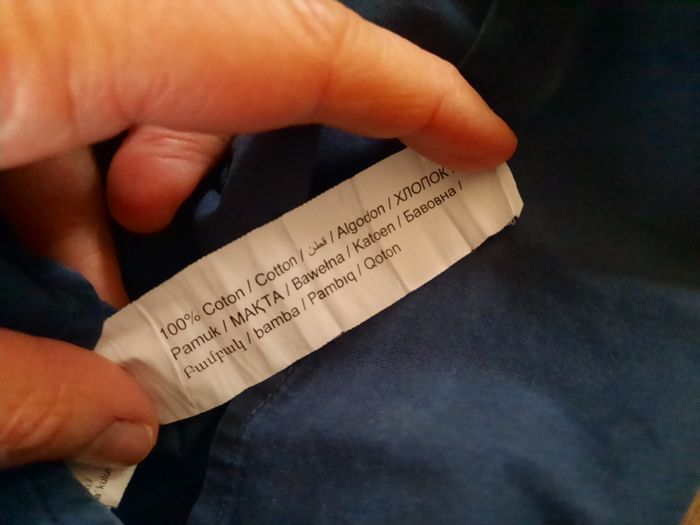 100% Coton / Cotton / قطن / Algodon / ХЛОПОК /
Pamuk / МАҚТА / Bawełna / Katoen / Бавовна /
Բամբակ / bamba / Pambıq / Qoton